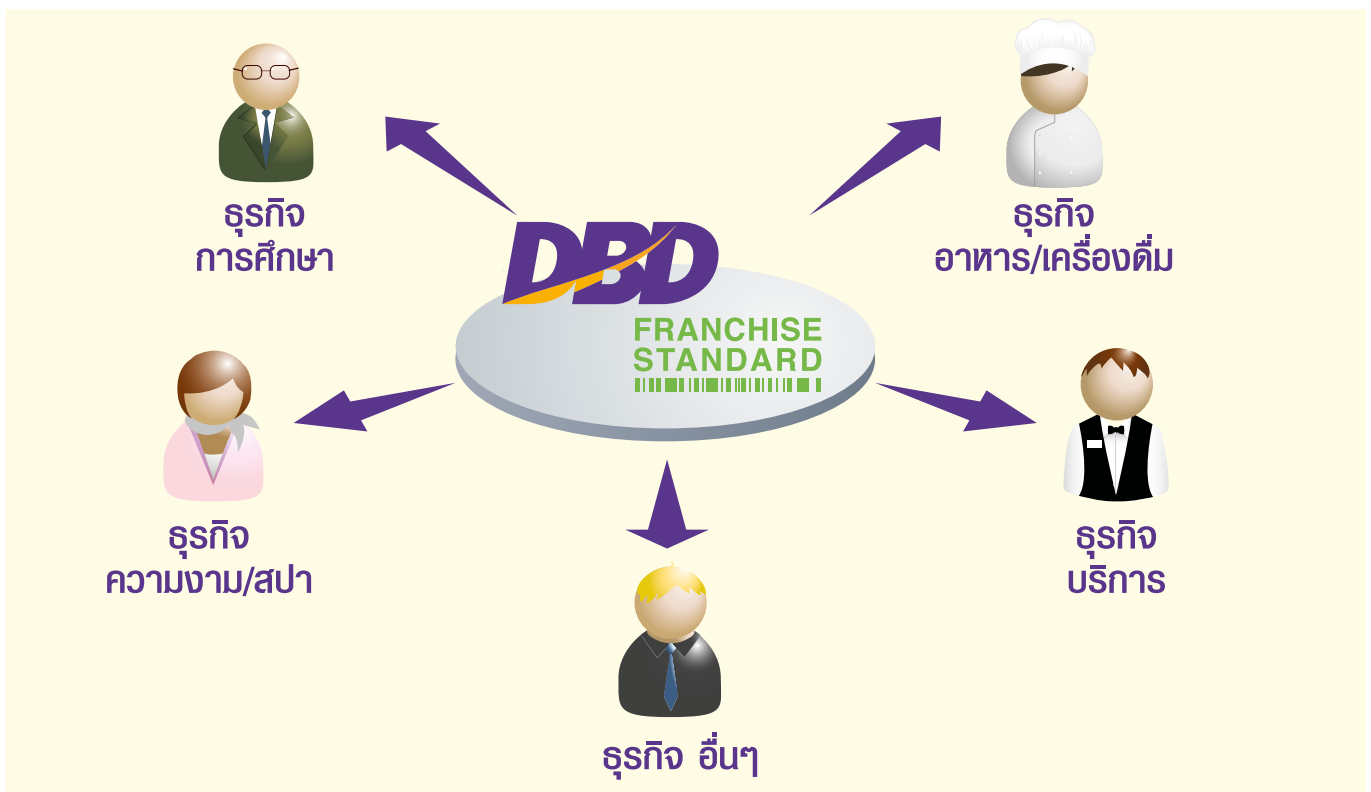 ธุรกิจ
การศึกษา
ธุรกิจ
อาหาร/เครื่องดื่ม
DBD
FRANCHISE
STANDARD
ธุรกิจ
ความงาม/สปา
ธุรกิจ
บริการ
ธุรกิจ อื่นๆ